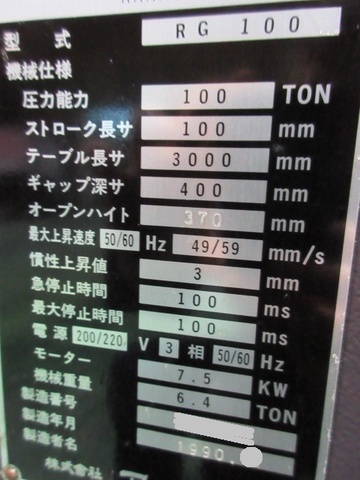 型式 RG 100
機械仕様
圧力能力 100 TON
ストローク長サ 100 mm
テーブル長サ 3000 mm
ギャップ深サ 400 mm
オープンハイト 370 mm
最大上昇速度 50/60 Hz 49/59 mm/s
慣性上昇値 3 mm
急停止時間 100 ms
最大停止時間 100 ms
電源 200/220 V 3 相 50/60 Hz
モーター 7.5 KW
機械重量 6.4 TON
製造番号
製造年月 1990.
製造者名
株式会社